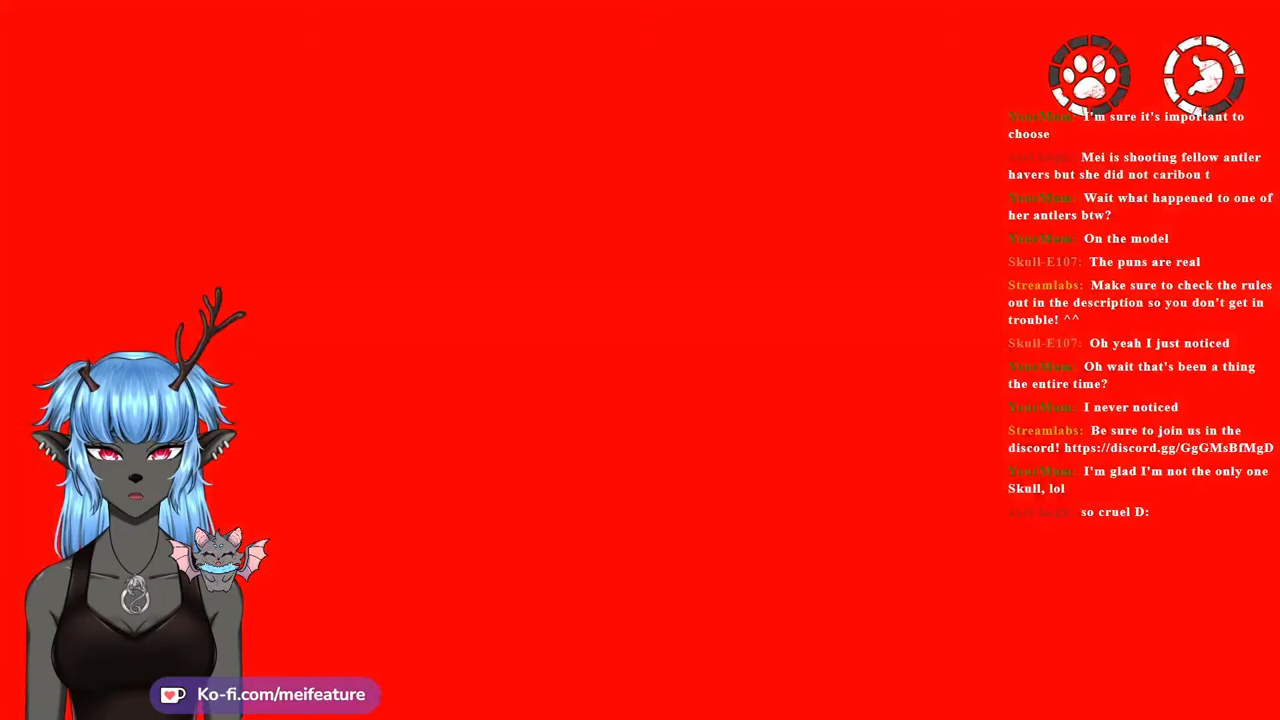 YourMum: I'm sure it's important to
choose
Mei is shooting fellow antler
havers but she did not caribou t
YourMum: Wait what happened to one of
her antlers btw?
YourMum: On the model
Skull-E107: The puns are real
Streamlabs: Make sure to check the rules
out in the description so you don't get in
trouble! ^^
Skull-E107: Oh yeah I just noticed
YourMum: Oh wait that's been a thing
the entire time?
YourMum: I never noticed
Streamlabs: Be sure to join us in the
discord! https://discord.gg/GgGMsBfMgD
YourMum: I'm glad I'm not the only one
Skull, lol
so cruel D:
Ko-fi.com/meifeature